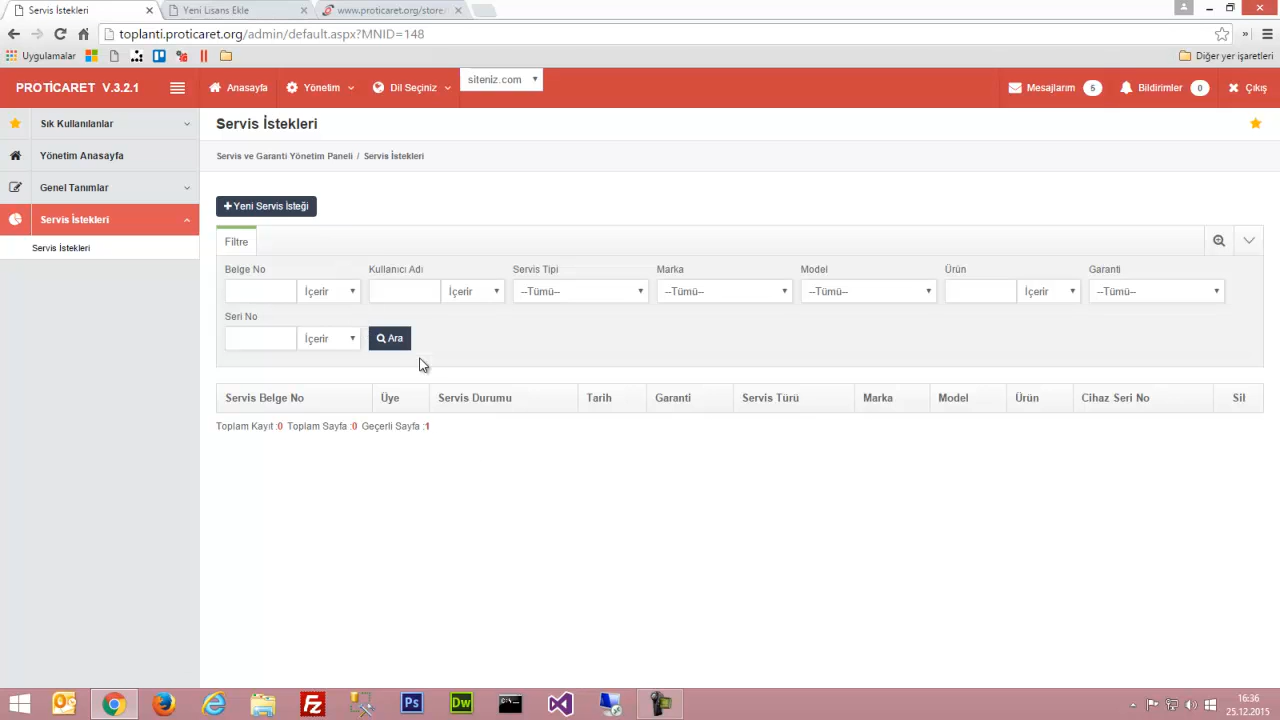 Servis İstekleri
Yeni Lisans Ekle
www.proticaret.org/store/
toplanti.proticaret.org/admin/default.aspx?MNID=148
Uygulamalar
Diğer yer işaretleri
PROTİCARET V.3.2.1
Anasayfa
Yönetim
Dil Seçiniz
siteniz.com
Mesajlarım 5
Bildirimler 0
Çıkış
Sık Kullanılanlar
Yönetim Anasayfa
Genel Tanımlar
Servis İstekleri
Servis İstekleri
Servis İstekleri
Servis ve Garanti Yönetim Paneli / Servis İstekleri
+ Yeni Servis İsteği
Filtre
Belge No Kullanıcı Adı Servis Tipi Marka Model Ürün Garanti
İçerir İçerir --Tümü-- --Tümü-- --Tümü-- İçerir --Tümü--
Seri No
İçerir Ara
Servis Belge No Üye Servis Durumu Tarih Garanti Servis Türü Marka Model Ürün Cihaz Seri No Sil
Toplam Kayıt :0 Toplam Sayfa :0 Geçerli Sayfa :1
Ps
Dw
16:36
25.12.2015